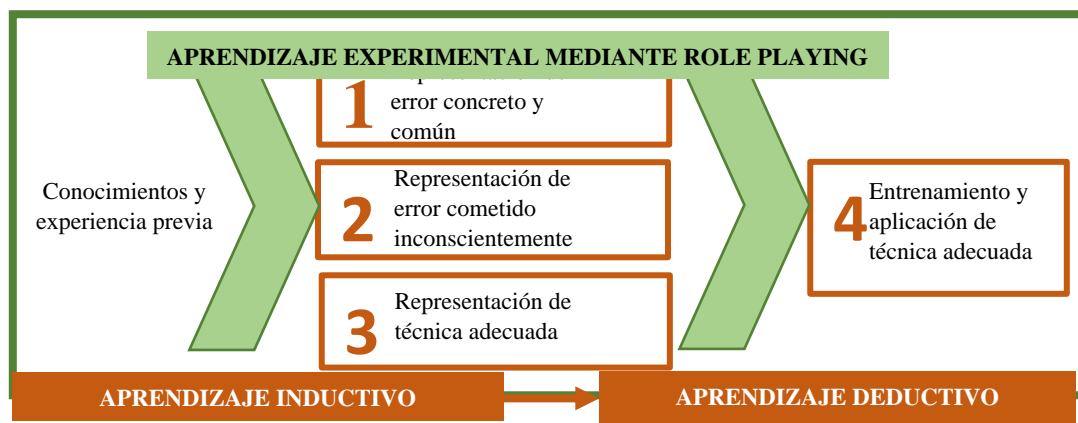 APRENDIZAJE EXPERIMENTAL MEDIANTE ROLE PLAYING
1
error concreto y
común
Conocimientos y
experiencia previa
2
Representación de
error cometido
inconscientemente
3
Representación de
técnica adecuada
4
Entrenamiento y
aplicación de
técnica adecuada
APRENDIZAJE INDUCTIVO
APRENDIZAJE DEDUCTIVO